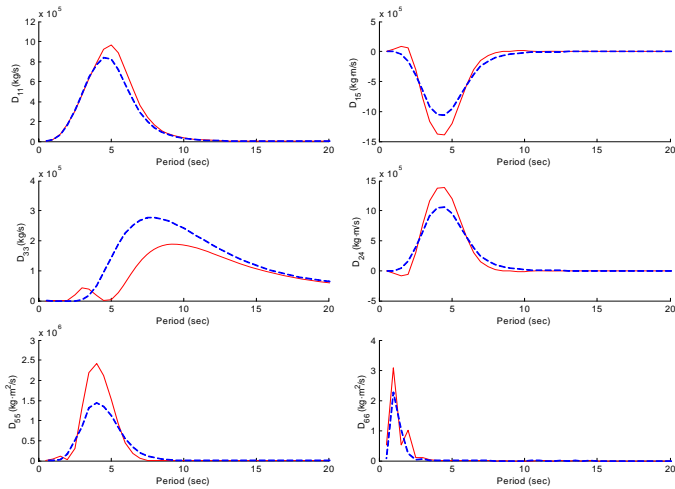 x 10^5
12
10
8
6
4
2
0
0 5 10 15 20
D_11 (kg/s)
Period (sec)
x 10^5
5
0
-5
-10
-15
0 5 10 15 20
D_15 (kg·m/s)
Period (sec)
x 10^5
4
3
2
1
0
0 5 10 15 20
D_33 (kg/s)
Period (sec)
x 10^5
15
10
5
0
-5
0 5 10 15 20
D_24 (kg·m/s)
Period (sec)
x 10^6
3
2.5
2
1.5
1
0.5
0
0 5 10 15 20
D_55 (kg·m^2/s)
Period (sec)
4
3
2
1
0
0 5 10 15 20
D_66 (kg·m^2/s)
Period (sec)